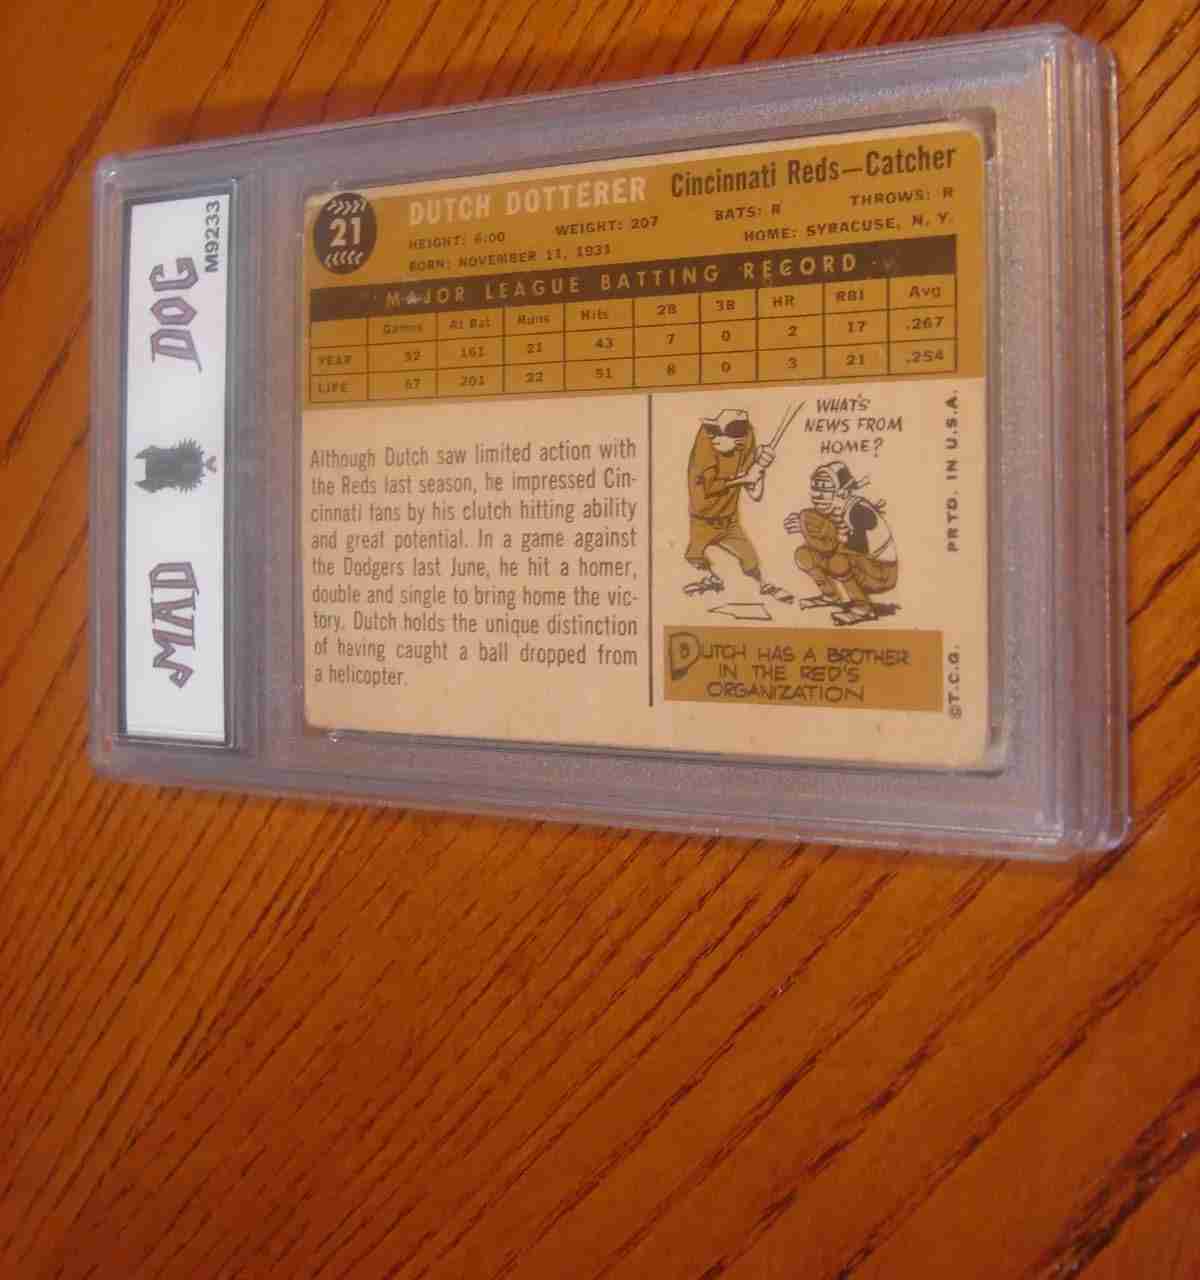 MAD DOG
M9233
21
DUTCH DOTTERER Cincinnati Reds—Catcher
HEIGHT: 6:00 WEIGHT: 207 BATS: R THROWS: R
BORN: NOVEMBER 11, 1931 HOME: SYRACUSE, N. Y.
MAJOR LEAGUE BATTING RECORD
Games At Bat Runs Hits 2B 3B HR RBI Avg
YEAR 52 161 21 43 7 0 2 17 .267
LIFE 67 201 22 51 8 0 3 21 .254
Although Dutch saw limited action with
the Reds last season, he impressed Cin-
cinnati fans by his clutch hitting ability
and great potential. In a game against
the Dodgers last June, he hit a homer,
double and single to bring home the vic-
tory. Dutch holds the unique distinction
of having caught a ball dropped from
a helicopter.
WHAT'S
NEWS FROM
HOME?
DUTCH HAS A BROTHER
IN THE RED'S
ORGANIZATION
©T.C.G. PRTD. IN U.S.A.